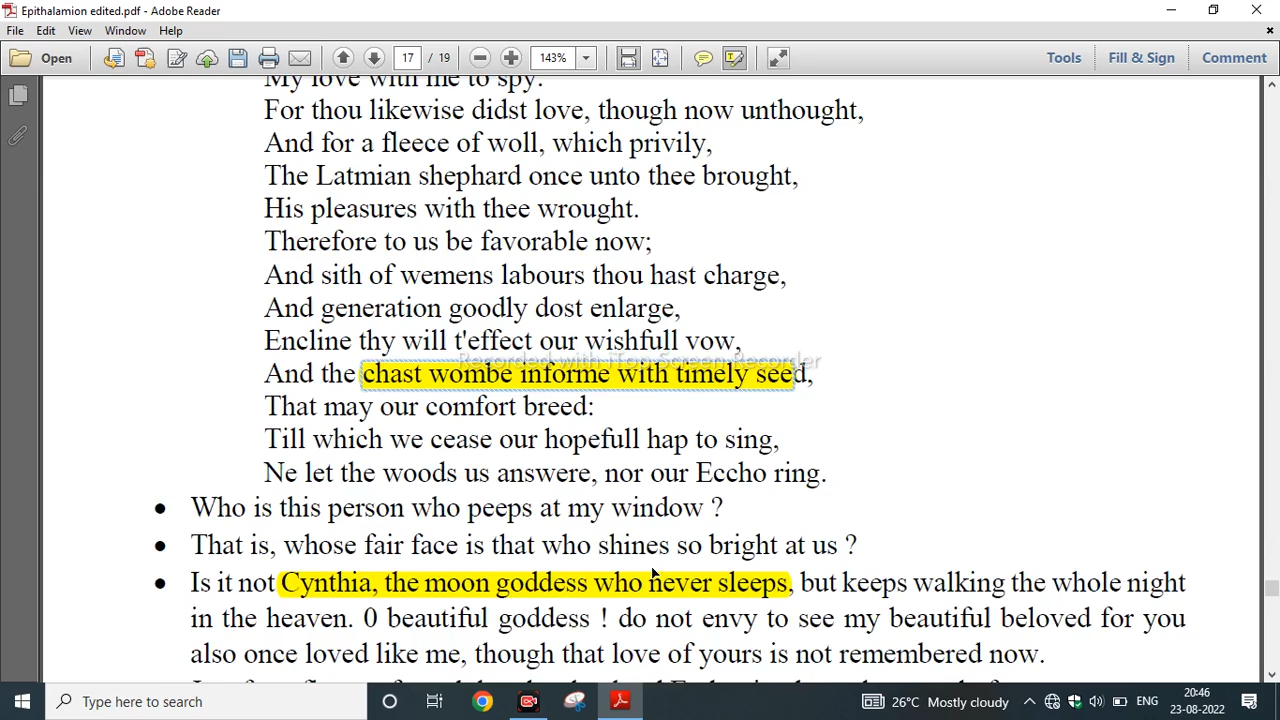 Epithalamion edited.pdf - Adobe Reader
File Edit View Window Help
Open 17 / 19 143% Tools Fill & Sign Comment
My love with me to spy:
For thou likewise didst love, though now unthought,
And for a fleece of woll, which privily,
The Latmian shephard once unto thee brought,
His pleasures with thee wrought.
Therefore to us be favorable now;
And sith of wemens labours thou hast charge,
And generation goodly dost enlarge,
Encline thy will t'effect our wishfull vow,
Recorded with iTop Screen Recorder
And the chast wombe informe with timely seed,
That may our comfort breed:
Till which we cease our hopefull hap to sing,
Ne let the woods us answere, nor our Eccho ring.
• Who is this person who peeps at my window ?
• That is, whose fair face is that who shines so bright at us ?
• Is it not Cynthia, the moon goddess who never sleeps, but keeps walking the whole night
in the heaven. 0 beautiful goddess ! do not envy to see my beautiful beloved for you
also once loved like me, though that love of yours is not remembered now.
Type here to search 26°C Mostly cloudy ENG 20:46
23-08-2022